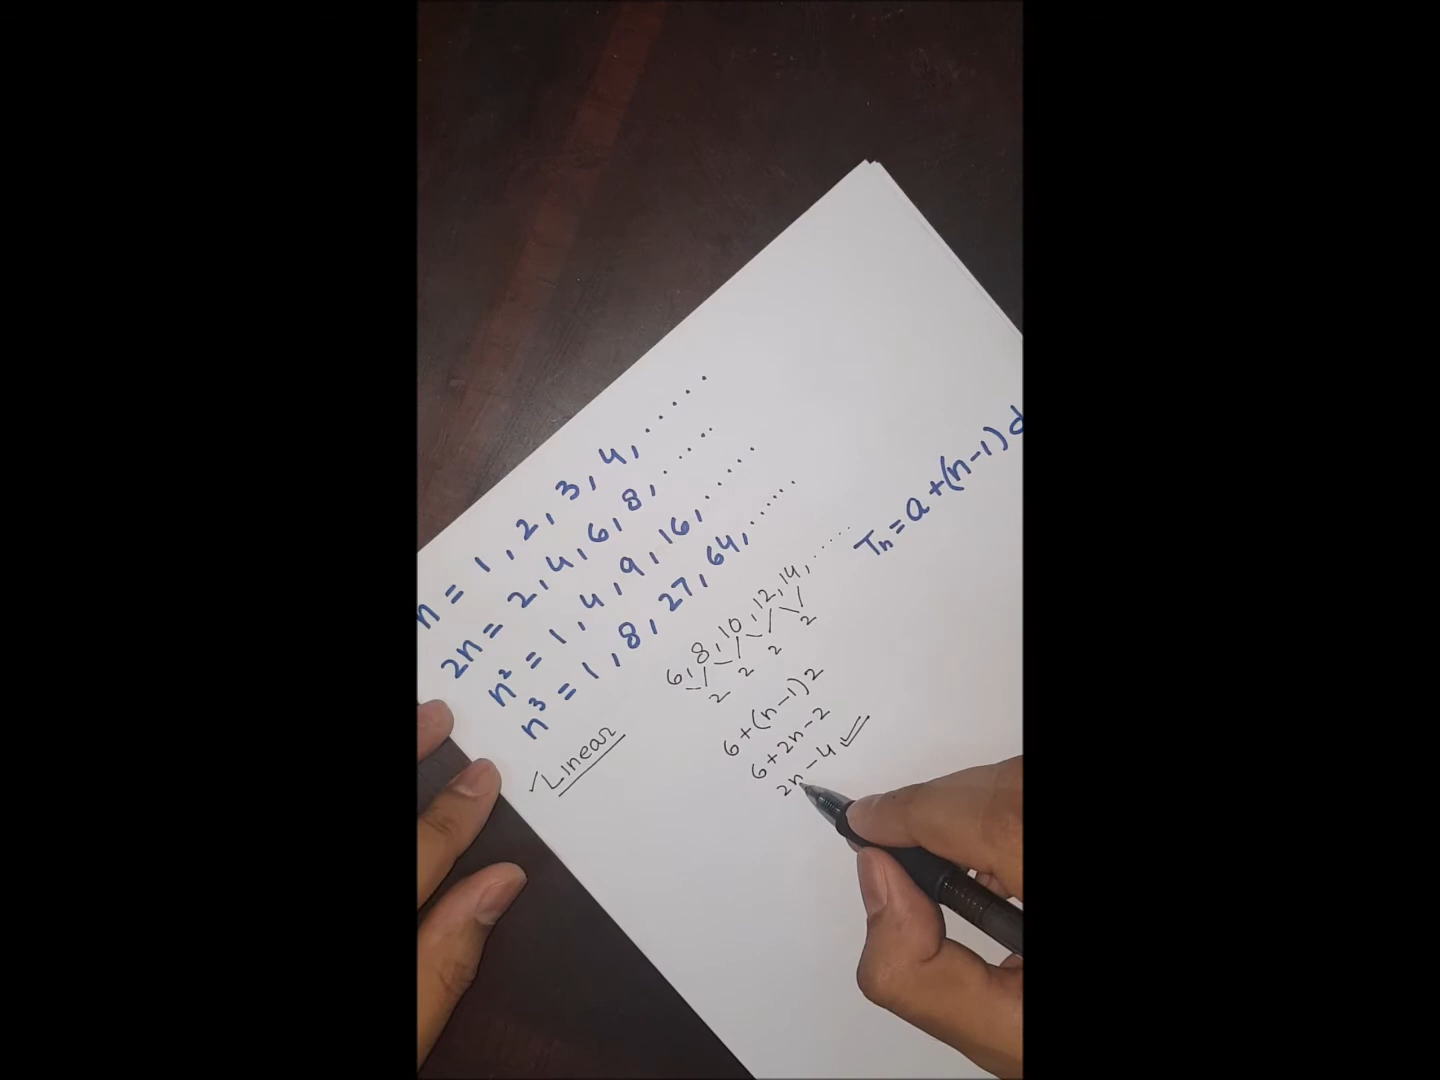 n = 1, 2, 3, 4, ......
2n = 2, 4, 6, 8, ......
n² = 1, 4, 9, 16, ......
n³ = 1, 8, 27, 64, .......
✓Linear
6, 8, 10, 12, 14, ......
2 2 2 2
6+(n-1)2
6+2n-2
2n-4 ✓
Tn = a+(n-1)d